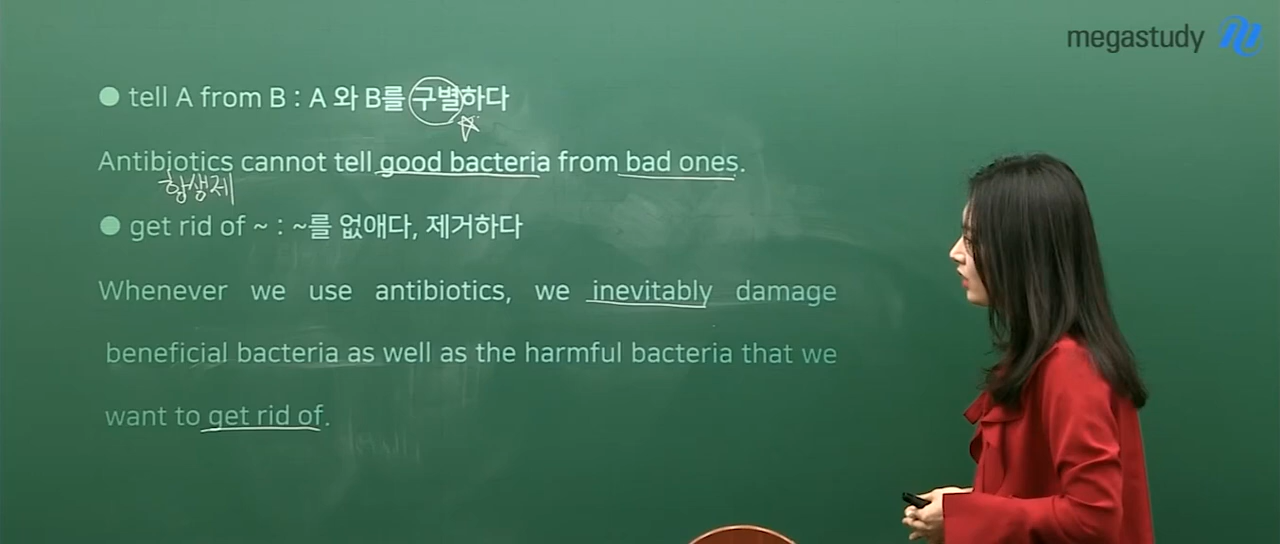 megastudy
● tell A from B : A 와 B를 구별하다
Antibiotics cannot tell good bacteria from bad ones.
항생제
● get rid of ~ : ~를 없애다, 제거하다
Whenever we use antibiotics, we inevitably damage
beneficial bacteria as well as the harmful bacteria that we
want to get rid of.